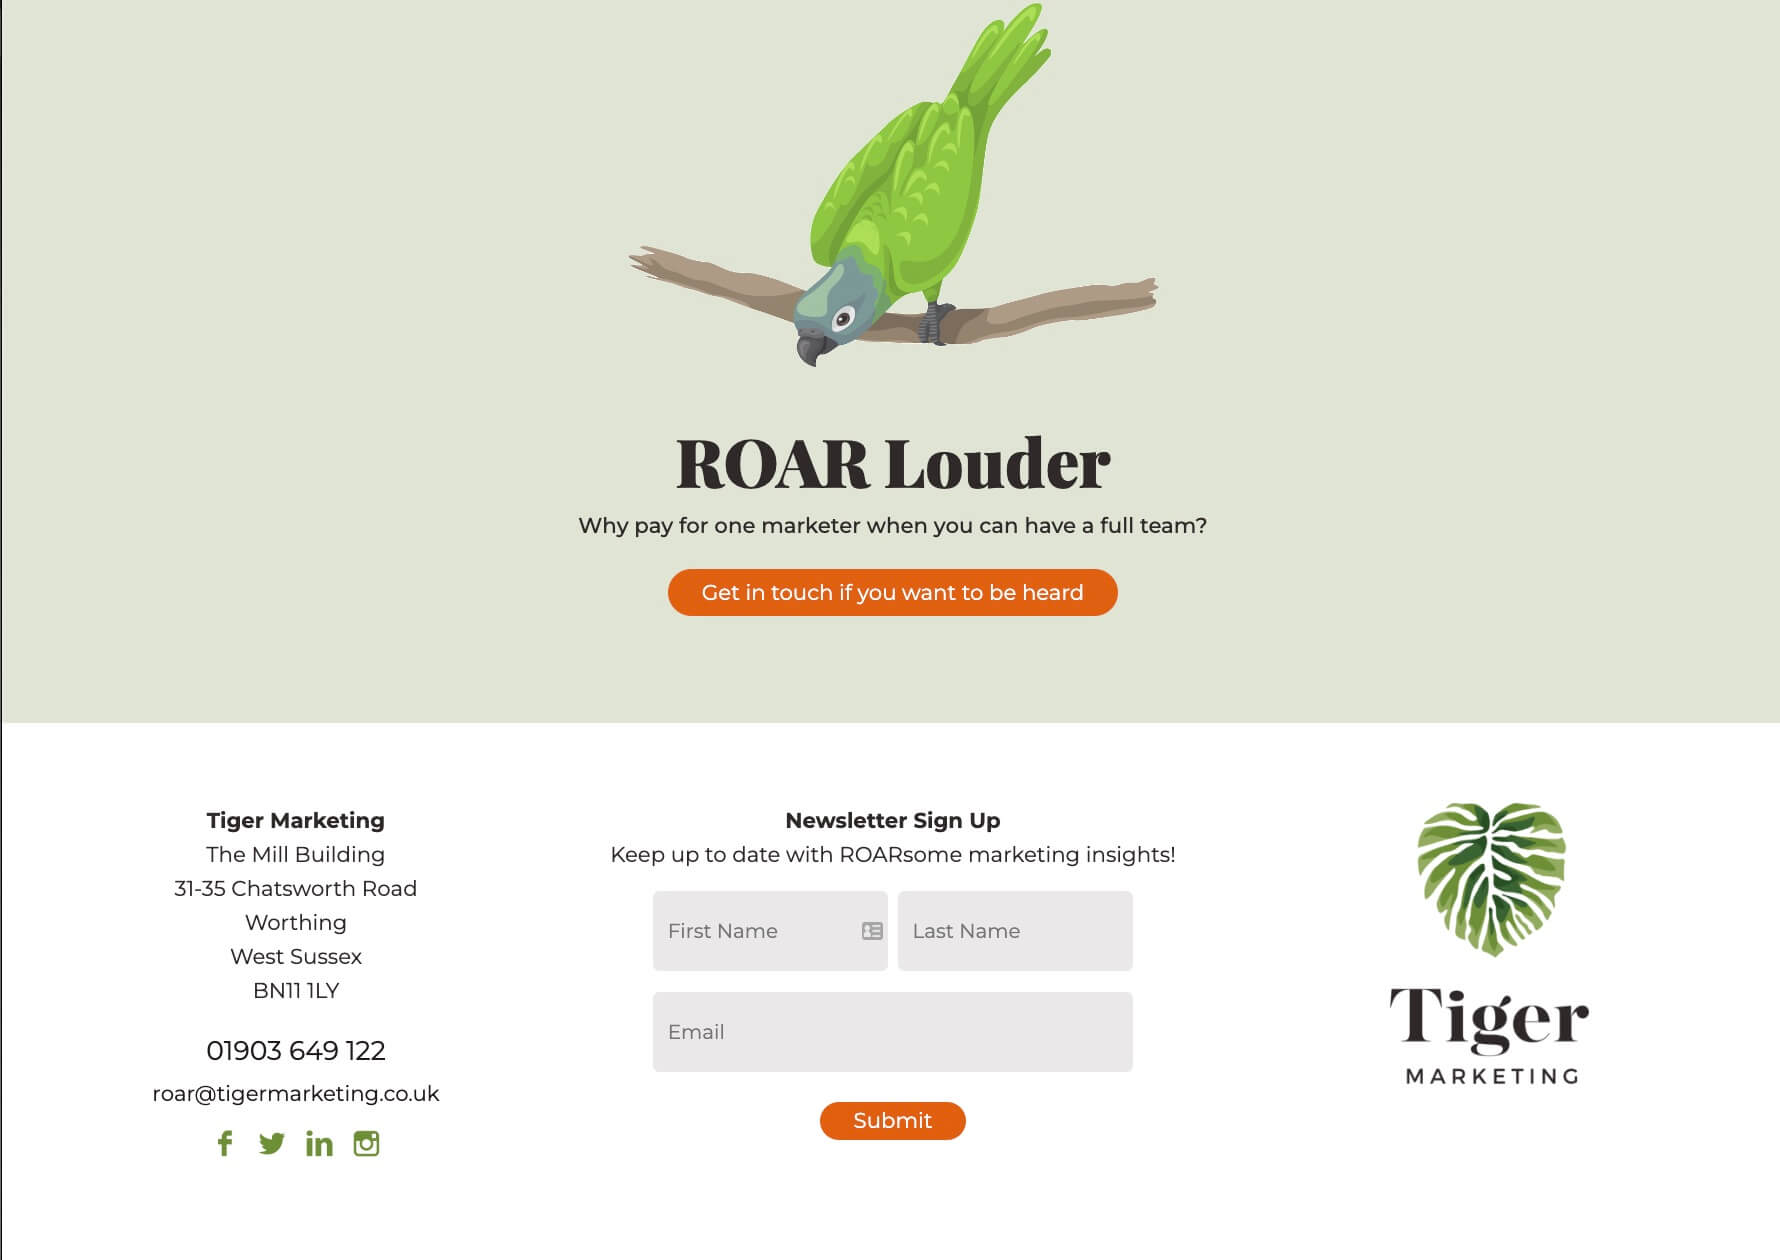 ROAR Louder
Why pay for one marketer when you can have a full team?
Get in touch if you want to be heard
Tiger Marketing
The Mill Building
31-35 Chatsworth Road
Worthing
West Sussex
BN11 1LY
01903 649 122
roar@tigermarketing.co.uk
Newsletter Sign Up
Keep up to date with ROARsome marketing insights!
First Name
Last Name
Email
Submit
Tiger
MARKETING